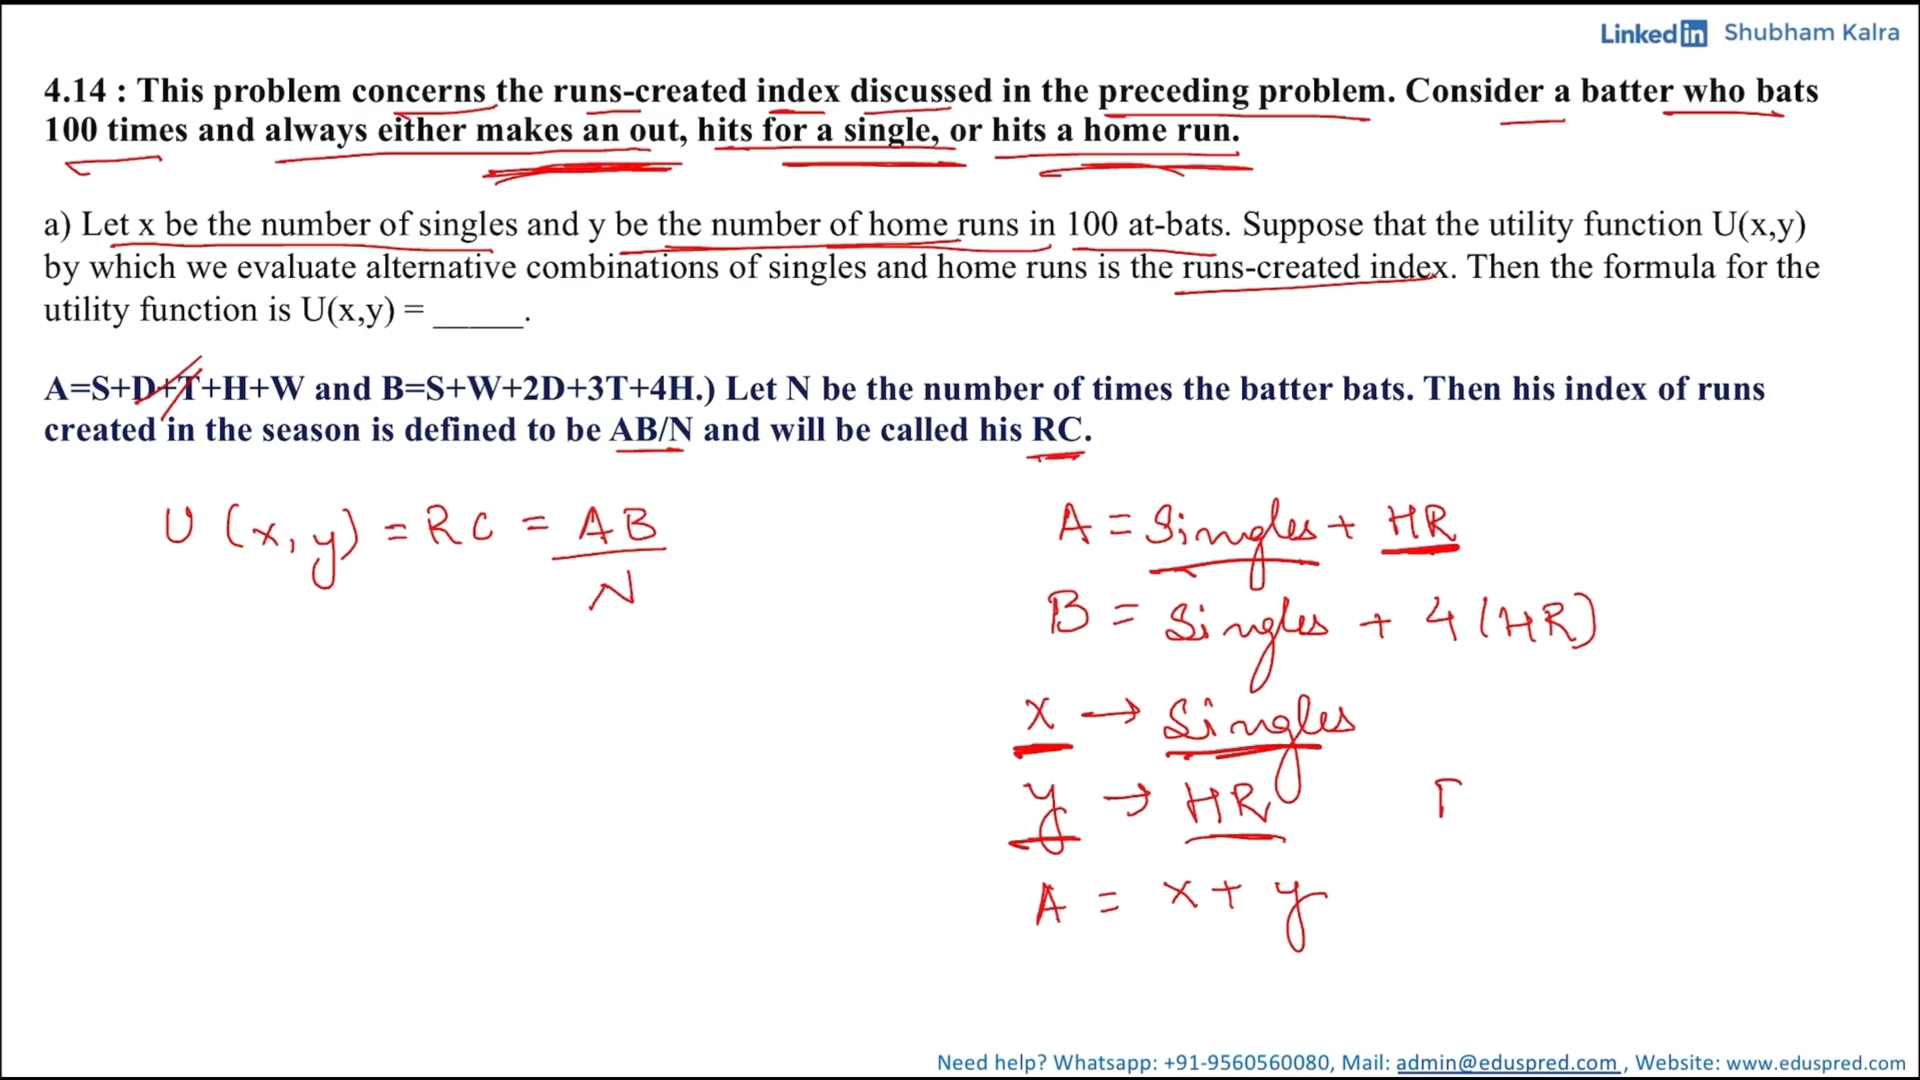 Linked in Shubham Kalra
4.14 : This problem concerns the runs-created index discussed in the preceding problem. Consider a batter who bats
100 times and always either makes an out, hits for a single, or hits a home run.
a) Let x be the number of singles and y be the number of home runs in 100 at-bats. Suppose that the utility function U(x,y)
by which we evaluate alternative combinations of singles and home runs is the runs-created index. Then the formula for the
utility function is U(x,y) = _____.
A=S+D+T+H+W and B=S+W+2D+3T+4H.) Let N be the number of times the batter bats. Then his index of runs
created in the season is defined to be AB/N and will be called his RC.
U (x, y) = RC = AB
N
A = Singles + HR
B = Singles + 4 (HR)
x → Singles
y → HR
A = x + y
Need help? Whatsapp: +91-9560560080, Mail: admin@eduspred.com , Website: www.eduspred.com